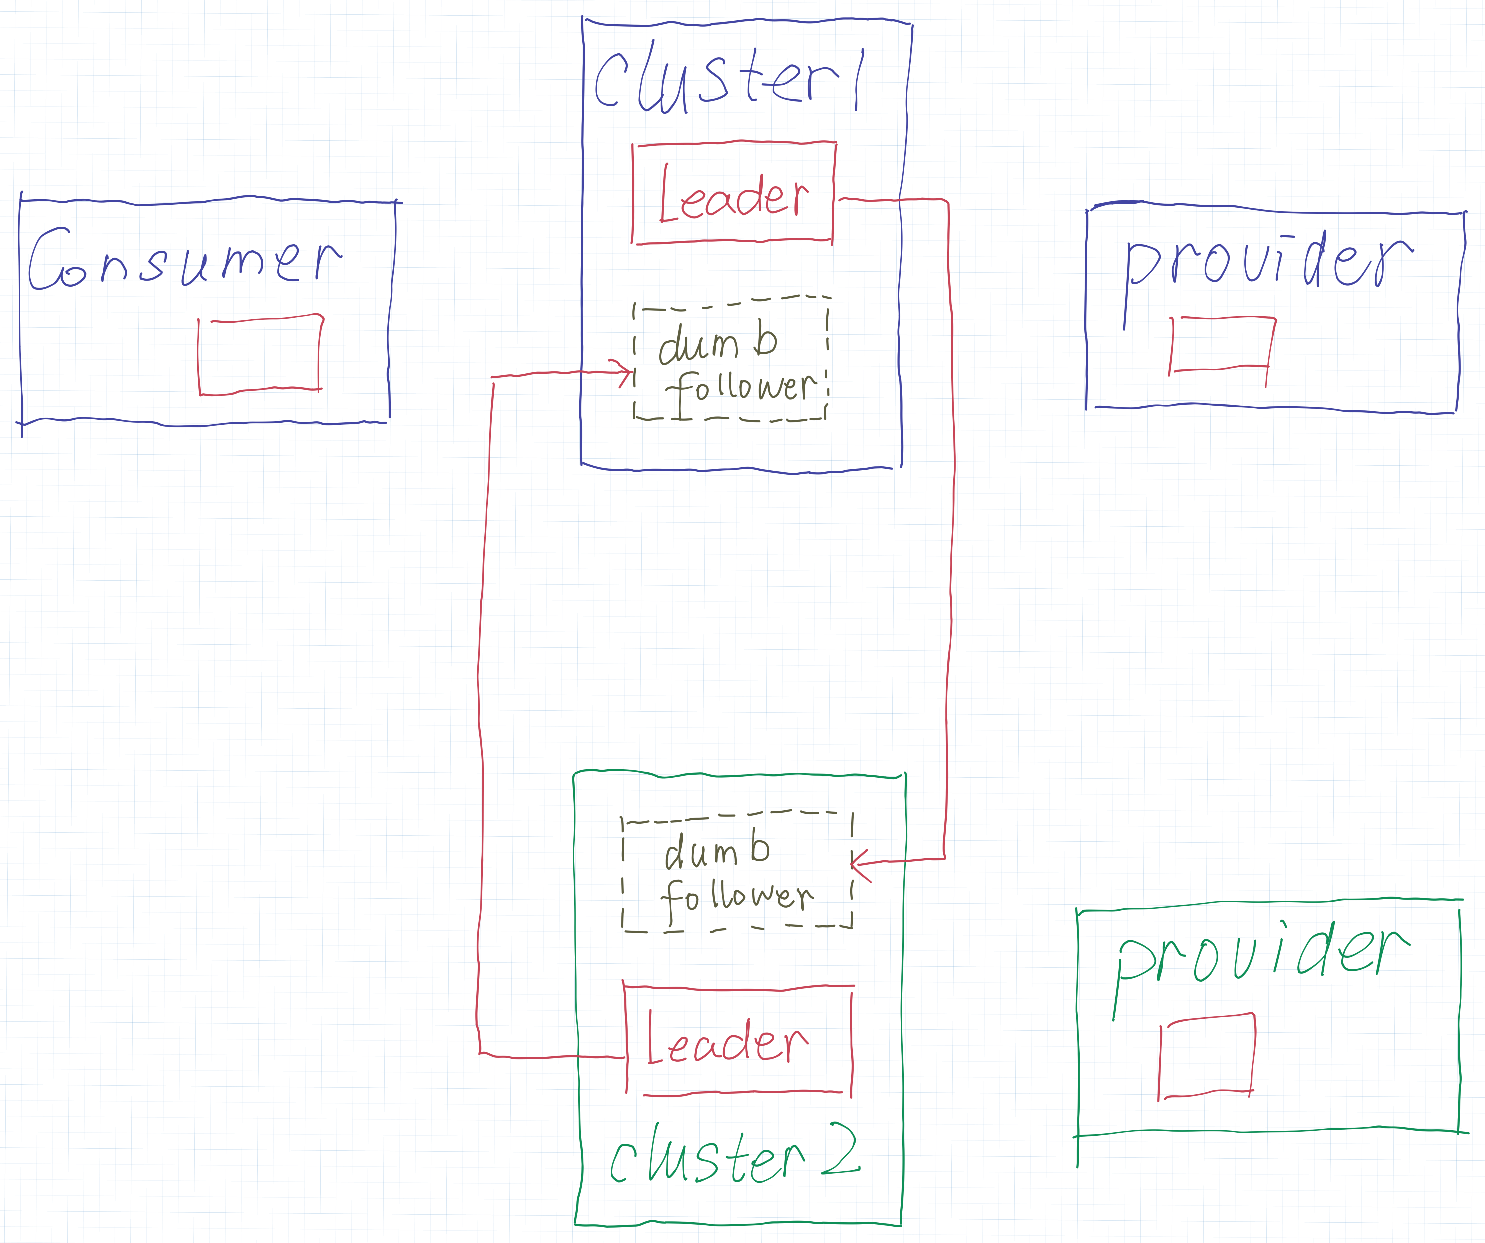 cluster1
Leader
Consumer
provider
dumb
follower
dumb
follower
provider
Leader
cluster2